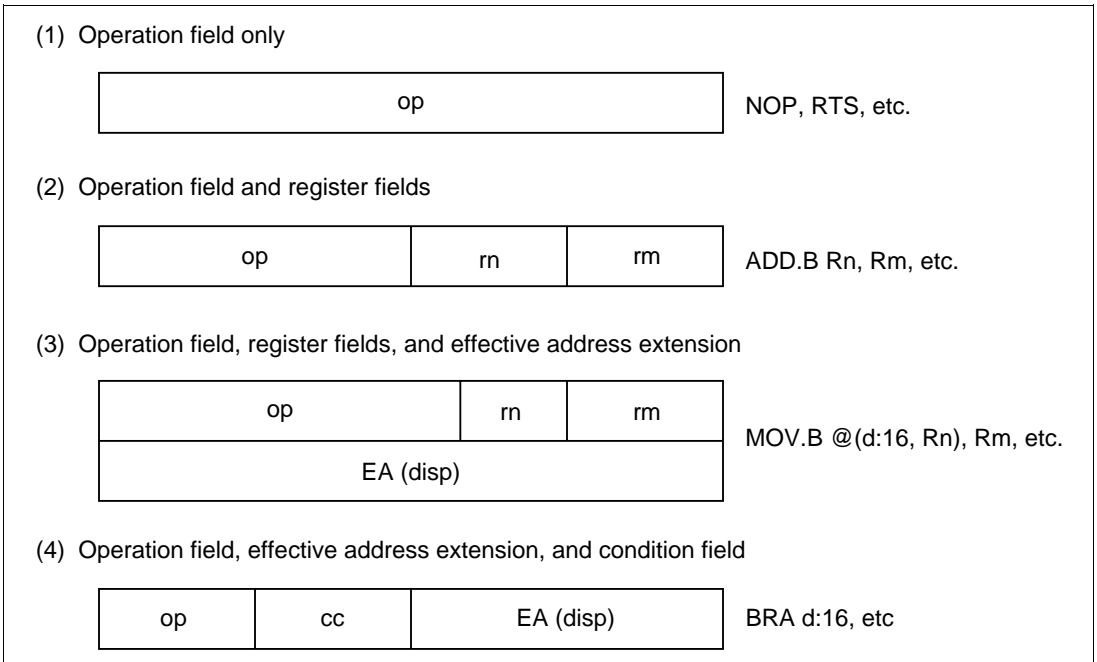 (1) Operation field only
op
NOP, RTS, etc.
(2) Operation field and register fields
op rn rm
ADD.B Rn, Rm, etc.
(3) Operation field, register fields, and effective address extension
op rn rm
EA (disp)
MOV.B @(d:16, Rn), Rm, etc.
(4) Operation field, effective address extension, and condition field
op cc EA (disp)
BRA d:16, etc